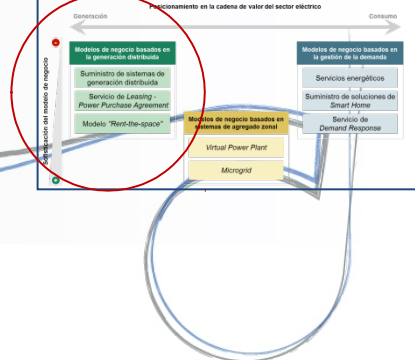 Posicionamiento en la cadena de valor del sector eléctrico
Generación
Consumo
Sofisticación del modelo de negocio
Modelos de negocio basados en
la generación distribuida
Suministro de sistemas de
generación distribuida
Servicio de Leasing -
Power Purchase Agreement
Modelo "Rent-the-space"
Modelos de negocio basados en
sistemas de agregado zonal
Virtual Power Plant
Microgrid
Modelos de negocio basados en
la gestión de la demanda
Servicios energéticos
Suministro de soluciones de
Smart Home
Servicio de
Demand Response